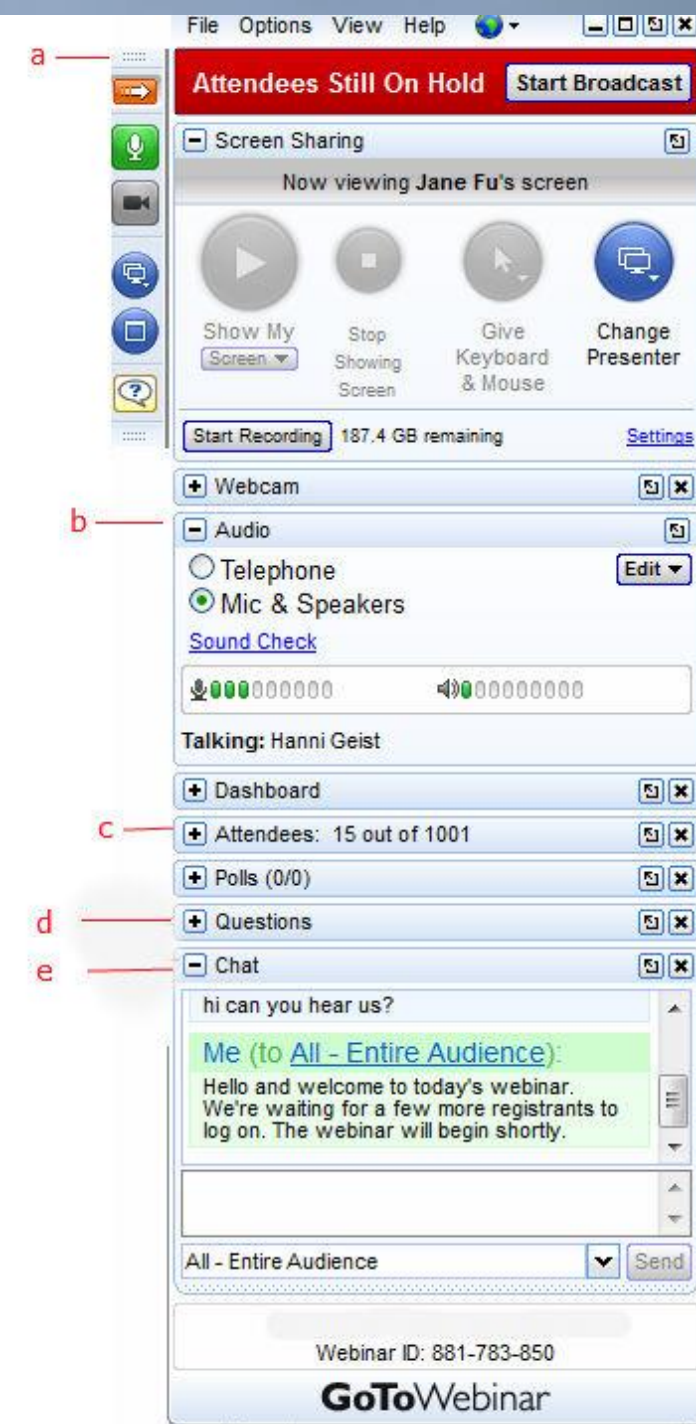 File Options View Help
a
Attendees Still On Hold Start Broadcast
Screen Sharing
Now viewing Jane Fu's screen
Show My
Screen
Stop
Showing
Screen
Give
Keyboard
& Mouse
Change
Presenter
Start Recording 187.4 GB remaining Settings
Webcam
b
Audio
Telephone Edit
Mic & Speakers
Sound Check
Talking: Hanni Geist
Dashboard
c
Attendees: 15 out of 1001
Polls (0/0)
d
Questions
e
Chat
hi can you hear us?
Me (to All - Entire Audience):
Hello and welcome to today's webinar.
We're waiting for a few more registrants to
log on. The webinar will begin shortly.
All - Entire Audience Send
Webinar ID: 881-783-850
GoToWebinar